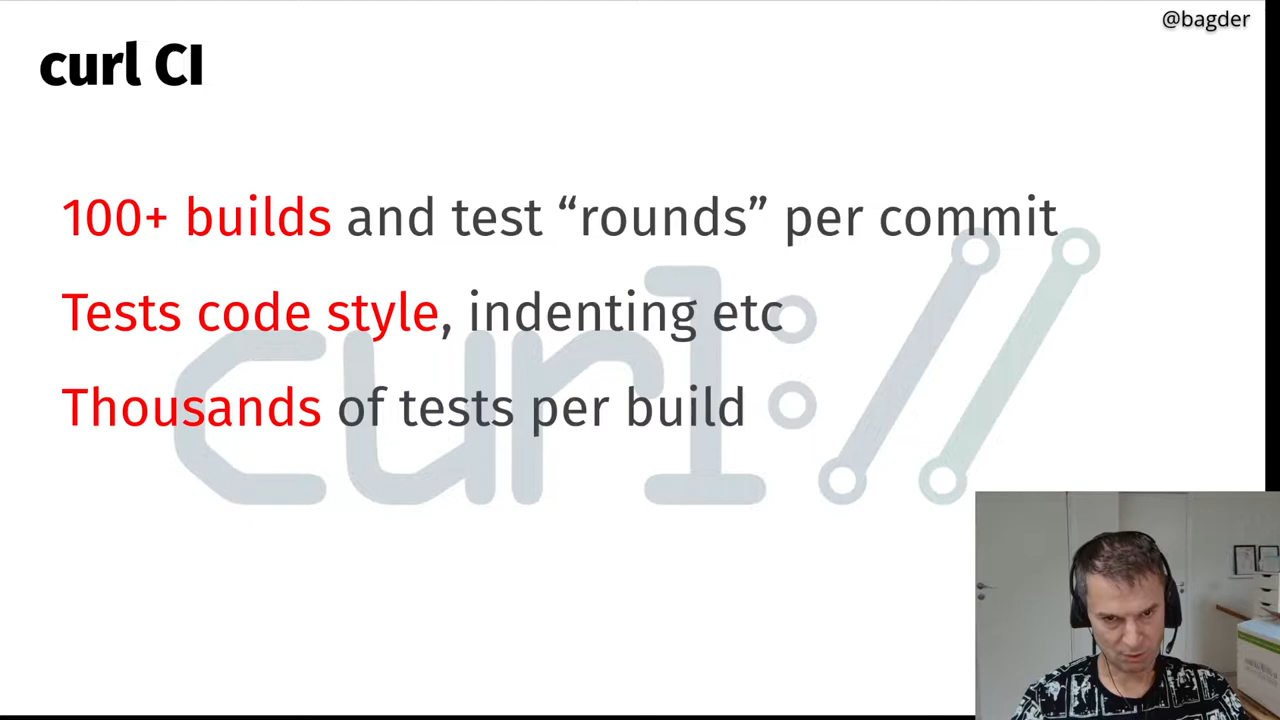 @bagder
curl CI
100+ builds and test “rounds” per commit
Tests code style, indenting etc
Thousands of tests per build
curl://